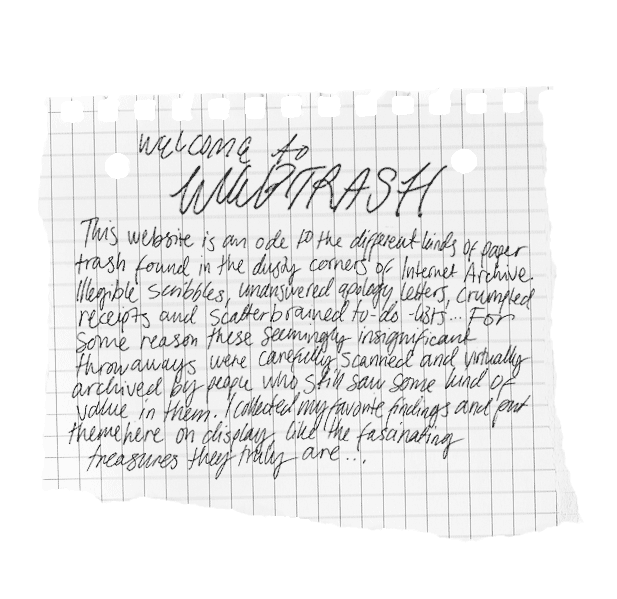 welcome to
WEBTRASH
This website is an ode to the different kinds of paper
trash found in the dusty corners of Internet Archive.
Illegible scribbles, unanswered apology letters, crumpled
receipts and scatterbrained to-do-lists... For
some reason these seemingly insignificant
throwaways were carefully scanned and virtually
archived by people who still saw some kind of
value in them. I collected my favorite findings and put
them here on display, like the fascinating
treasures they truly are...